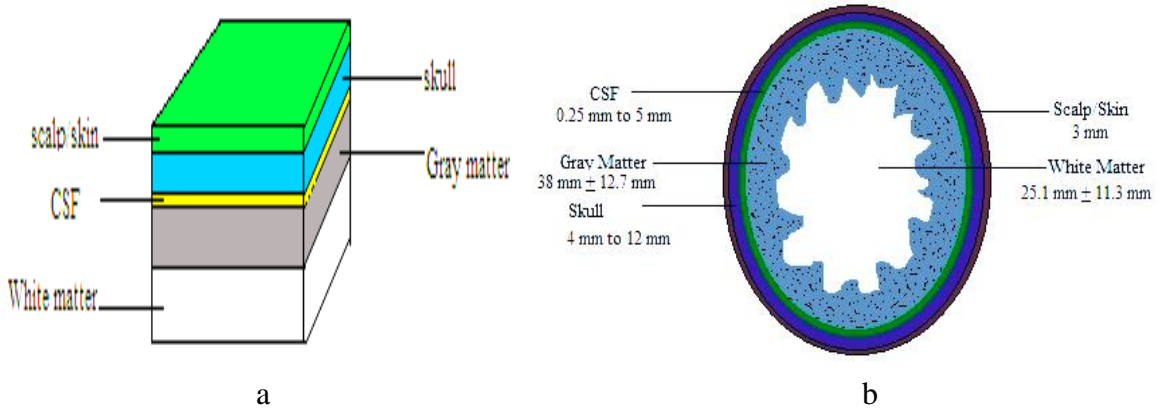 scalp/skin
CSF
White matter
skull
Gray matter
a
CSF
0.25 mm to 5 mm
Gray Matter
38 mm ± 12.7 mm
Skull
4 mm to 12 mm
Scalp/Skin
3 mm
White Matter
25.1 mm ± 11.3 mm
b